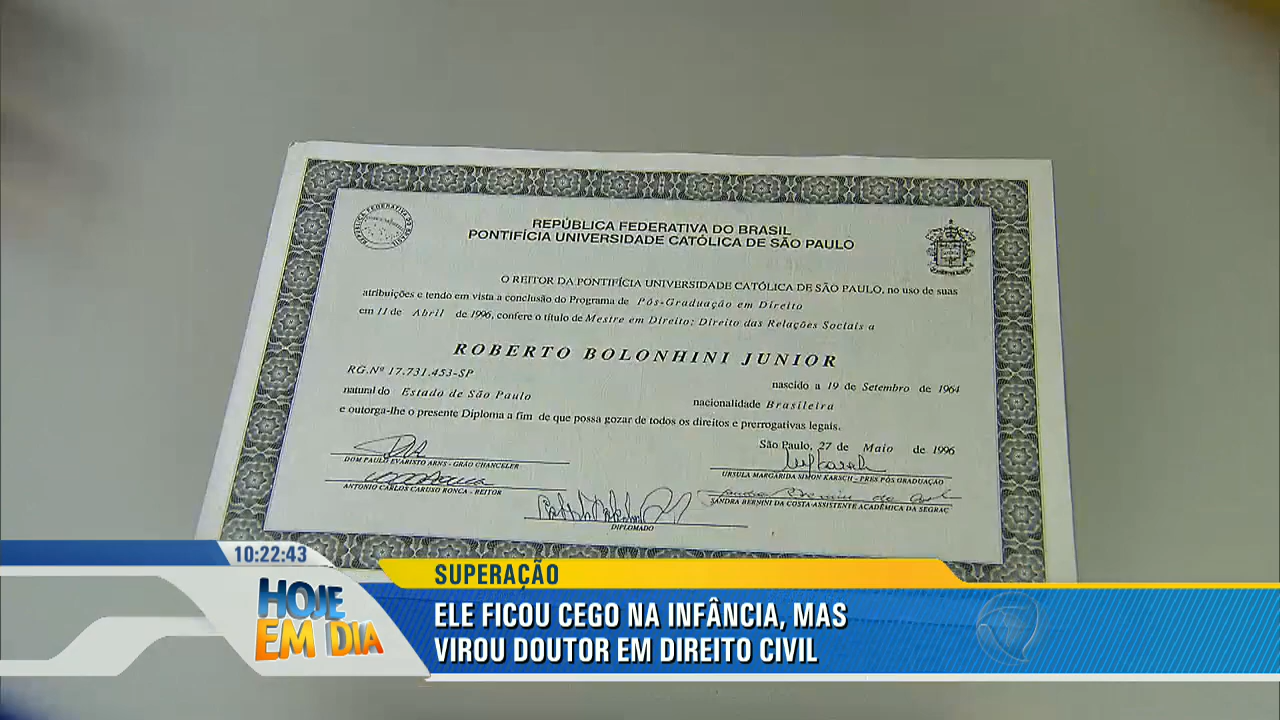 REPÚBLICA FEDERATIVA DO BRASIL
PONTIFÍCIA UNIVERSIDADE CATÓLICA DE SÃO PAULO
O REITOR DA PONTIFÍCIA UNIVERSIDADE CATÓLICA DE SÃO PAULO, no uso de suas
atribuições e tendo em vista a conclusão do Programa de Pós-Graduação em Direito
em 11 de Abril de 1996, confere o título de Mestre em Direito: Direito das Relações Sociais a
ROBERTO BOLONHINI JUNIOR
RG.Nº 17.731.453-SP
nascido a 19 de Setembro de 1964
natural do Estado de São Paulo
nacionalidade Brasileira
e outorga-lhe o presente Diploma a fim de que possa gozar de todos os direitos e prerrogativas legais.
São Paulo, 27 de Maio de 1996
DOM PAULO EVARISTO ARNS - GRÃO CHANCELER
URSULA MARGARIDA SIMON KARSCH - PRES PÓS GRADUAÇÃO
ANTONIO CARLOS CARUSO RONCA - REITOR
SANDRA BERNINI DA COSTA-ASSISTENTE ACADÊMICA DA SEGRAC
DIPLOMADO
10:22:43
HOJE
EM DIA
SUPERAÇÃO
ELE FICOU CEGO NA INFÂNCIA, MAS
VIROU DOUTOR EM DIREITO CIVIL